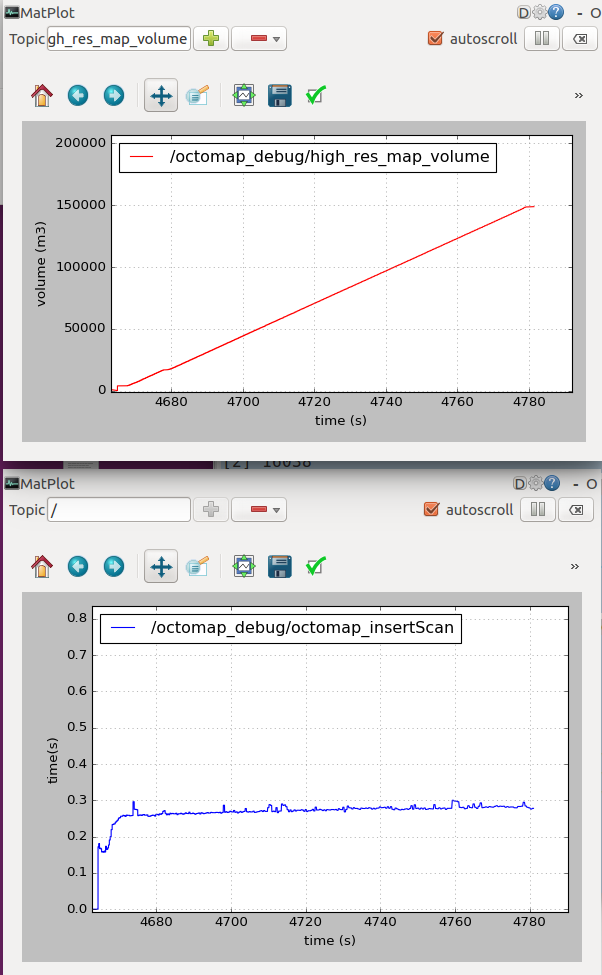 MatPlot D ? - O
Topic gh_res_map_volume autoscroll
»
200000
/octomap_debug/high_res_map_volume
150000
100000
50000
0
volume (m3)
4680 4700 4720 4740 4760 4780
time (s)
[2] 16038
MatPlot D ? - O
Topic / autoscroll
»
0.8
/octomap_debug/octomap_insertScan
0.7
0.6
0.5
0.4
0.3
0.2
0.1
0.0
time(s)
4680 4700 4720 4740 4760 4780
time (s)